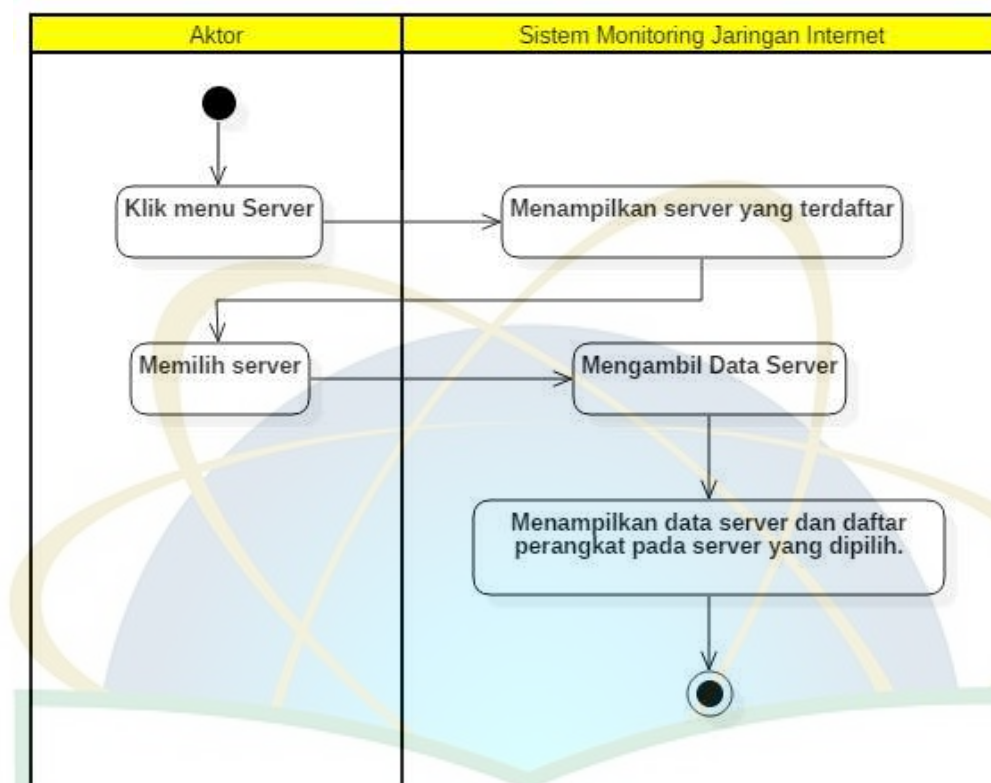 Aktor
Sistem Monitoring Jaringan Internet
Klik menu Server
Menampilkan server yang terdaftar
Memilih server
Mengambil Data Server
Menampilkan data server dan daftar
perangkat pada server yang dipilih.